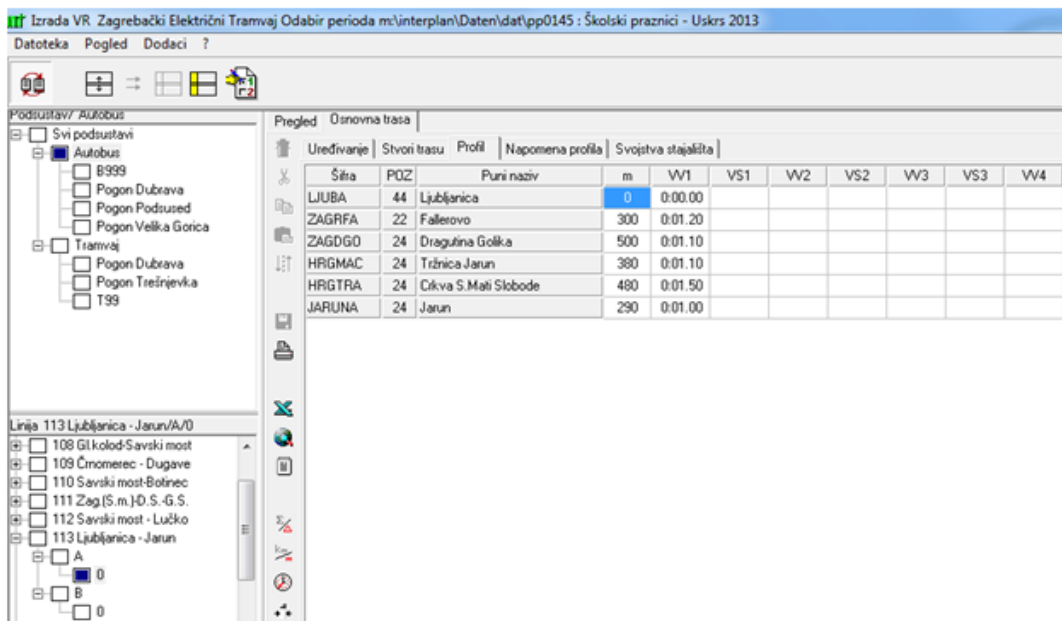 Izrada VR Zagrebački Električni Tramvaj Odabir perioda m:\interplan\Daten\dat\pp0145 : Školski praznici - Uskrs 2013
Datoteka Pogled Dodaci ?
Podsustav/ Autobus
Svi podsustavi
Autobus
B999
Pogon Dubrava
Pogon Podsused
Pogon Velika Gorica
Tramvaj
Pogon Dubrava
Pogon Trešnjevka
T99
Linija 113 Ljubljanica - Jarun/A/0
108 Gl.kolod-Savski most
109 Črnomerec - Dugave
110 Savski most-Botinec
111 Zag.(S.m.)-D.S.-G.S.
112 Savski most - Lučko
113 Ljubljanica - Jarun
A
0
B
0
Pregled Osnovna trasa
Uređivanje Stvori trasu Profil Napomena profila Svojstva stajališta
Šifra POZ Puni naziv m VV1 VS1 VV2 VS2 VV3 VS3 VV4
LJUBA 44 Ljubljanica 0 0:00.00
ZAGRFA 22 Fallerovo 300 0:01.20
ZAGDGO 24 Dragutina Golika 500 0:01.10
HRGMAC 24 Tržnica Jarun 380 0:01.10
HRGTRA 24 Crkva S.Mati Slobode 480 0:01.50
JARUNA 24 Jarun 290 0:01.00